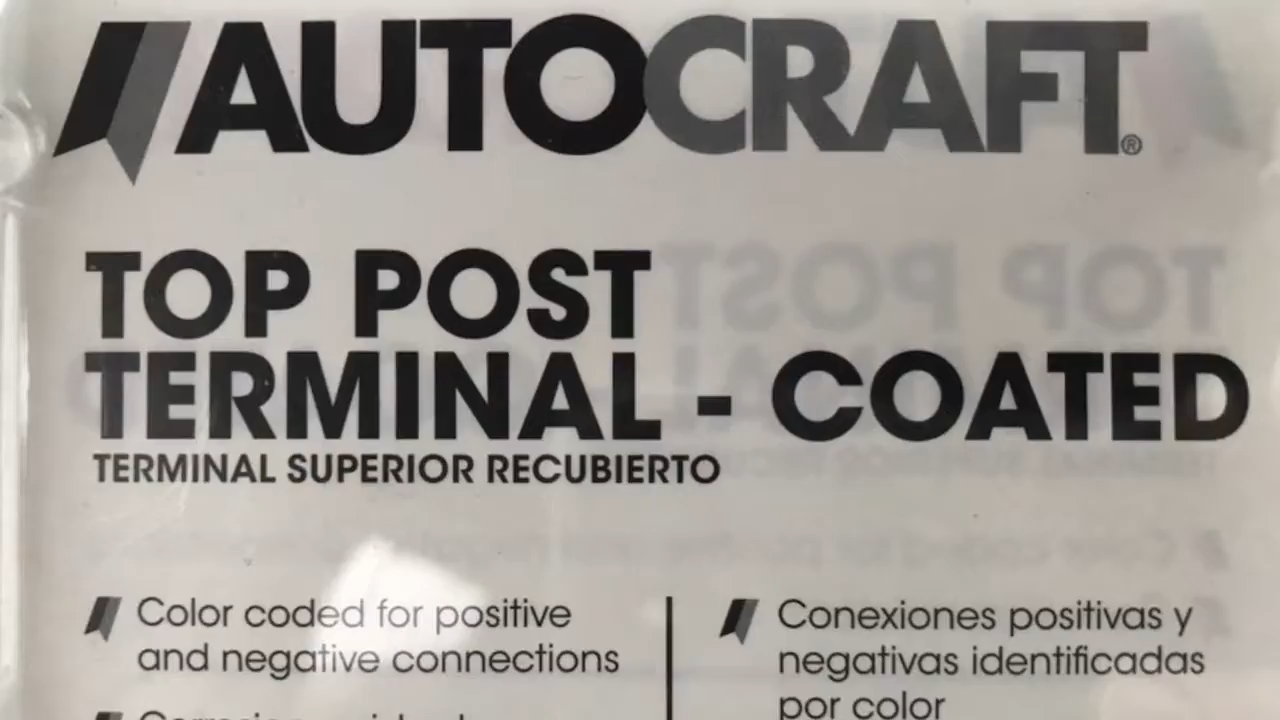 AUTOCRAFT®
TOP POST
TERMINAL - COATED
TERMINAL SUPERIOR RECUBIERTO
Color coded for positive
and negative connections
Conexiones positivas y
negativas identificadas
por color